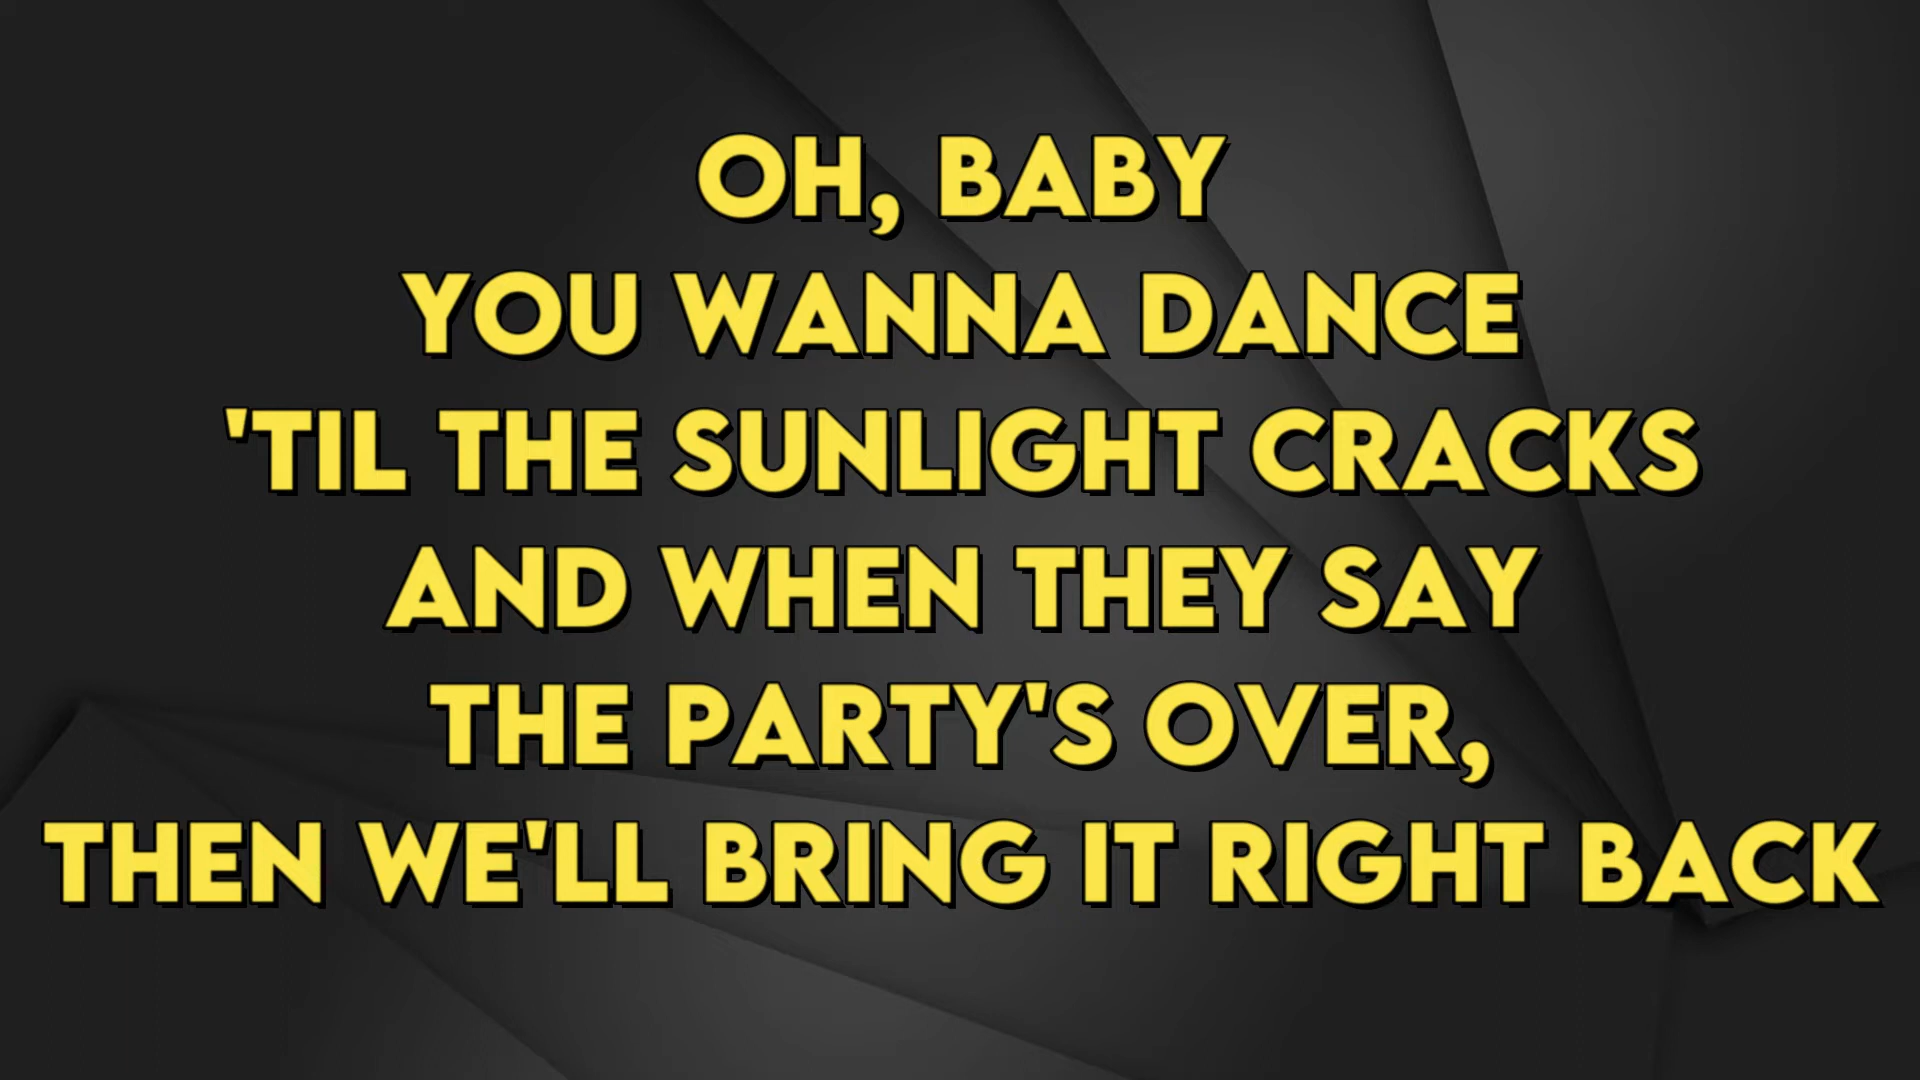 OH, BABY
YOU WANNA DANCE
'TIL THE SUNLIGHT CRACKS
AND WHEN THEY SAY
THE PARTY'S OVER,
THEN WE'LL BRING IT RIGHT BACK